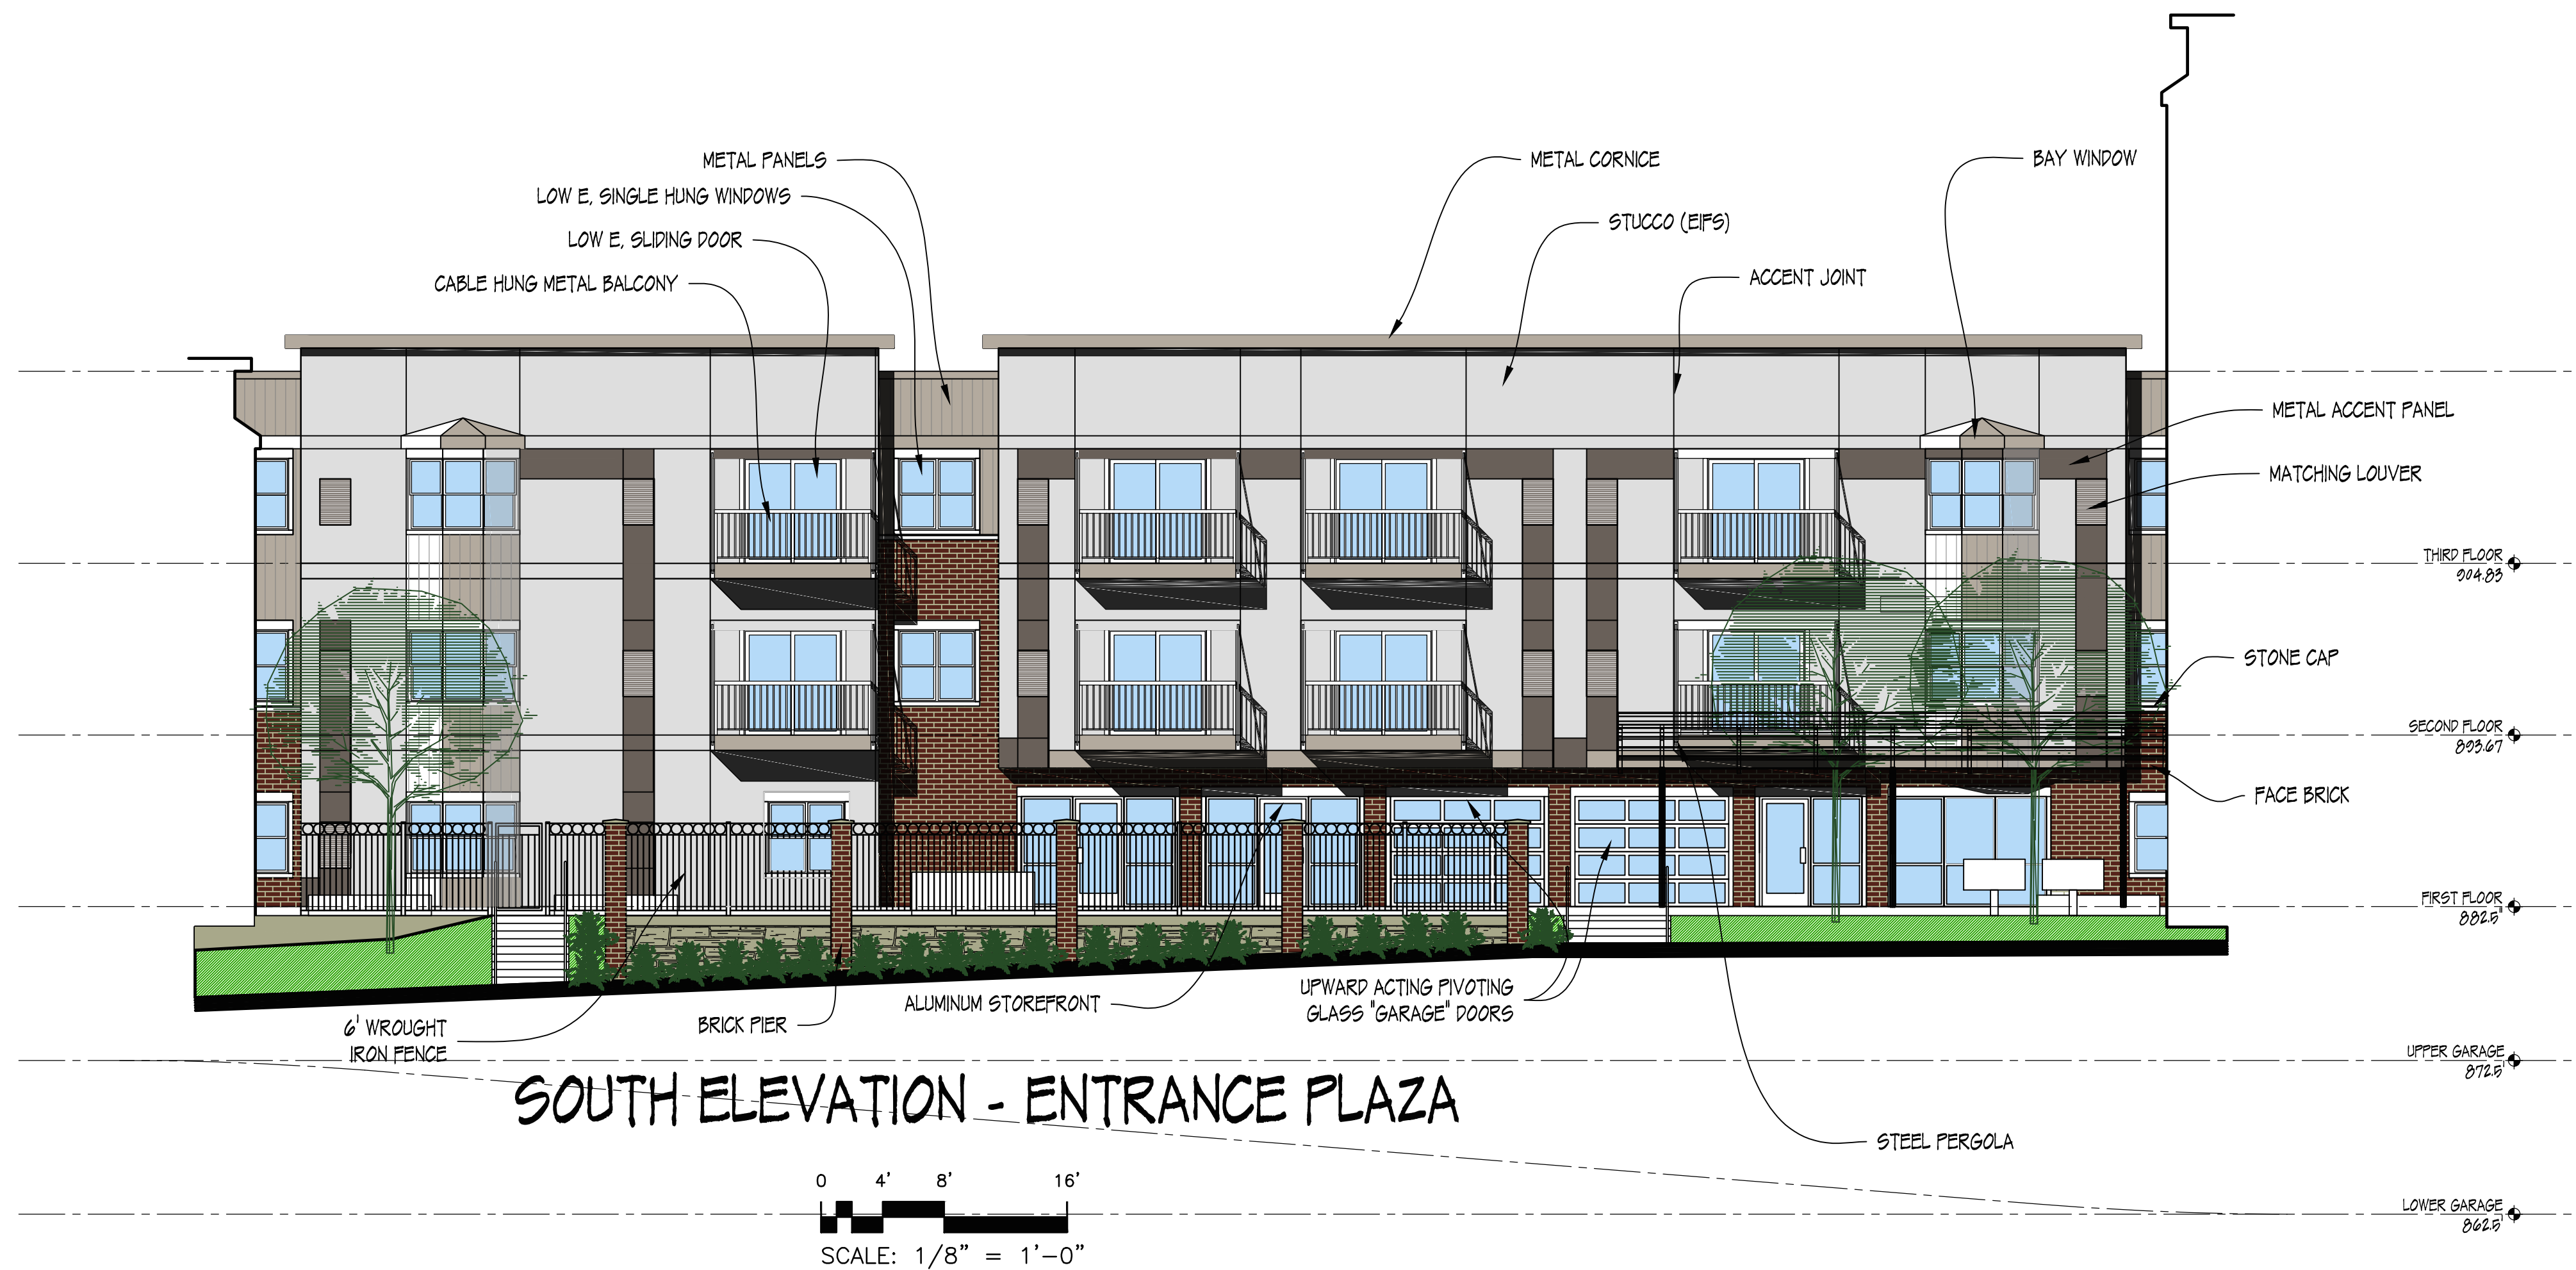 METAL PANELS
METAL CORNICE
BAY WINDOW
LOW E, SINGLE HUNG WINDOWS
STUCCO (EIFS)
LOW E, SLIDING DOOR
ACCENT JOINT
CABLE HUNG METAL BALCONY
METAL ACCENT PANEL
MATCHING LOUVER
THIRD FLOOR
904.83
STONE CAP
SECOND FLOOR
893.67
FACE BRICK
FIRST FLOOR
882.5"
UPWARD ACTING PIVOTING
GLASS "GARAGE" DOORS
ALUMINUM STOREFRONT
BRICK PIER
6' WROUGHT
IRON FENCE
UPPER GARAGE
872.5'
SOUTH ELEVATION - ENTRANCE PLAZA
STEEL PERGOLA
0 4' 8' 16'
LOWER GARAGE
862.5'
SCALE: 1/8" = 1'-0"